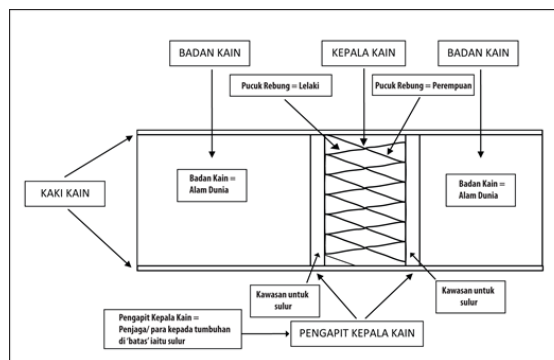 BADAN KAIN
KEPALA KAIN
BADAN KAIN
Pucuk Rebung = Lelaki
Pucuk Rebung = Perempuan
KAKI KAIN
Badan Kain =
Alam Dunia
Badan Kain =
Alam Dunia
Kawasan untuk
sulur
Kawasan untuk
sulur
Pengapit Kepala Kain =
Penjaga/ para kepada tumbuhan
di 'batas' iaitu sulur
PENGAPIT KEPALA KAIN